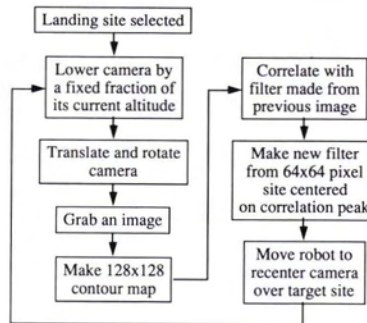 Landing site selected
Lower camera by
a fixed fraction of
its current altitude
Translate and rotate
camera
Grab an image
Make 128x128
contour map
Correlate with
filter made from
previous image
Make new filter
from 64x64 pixel
site centered
on correlation peak
Move robot to
recenter camera
over target site